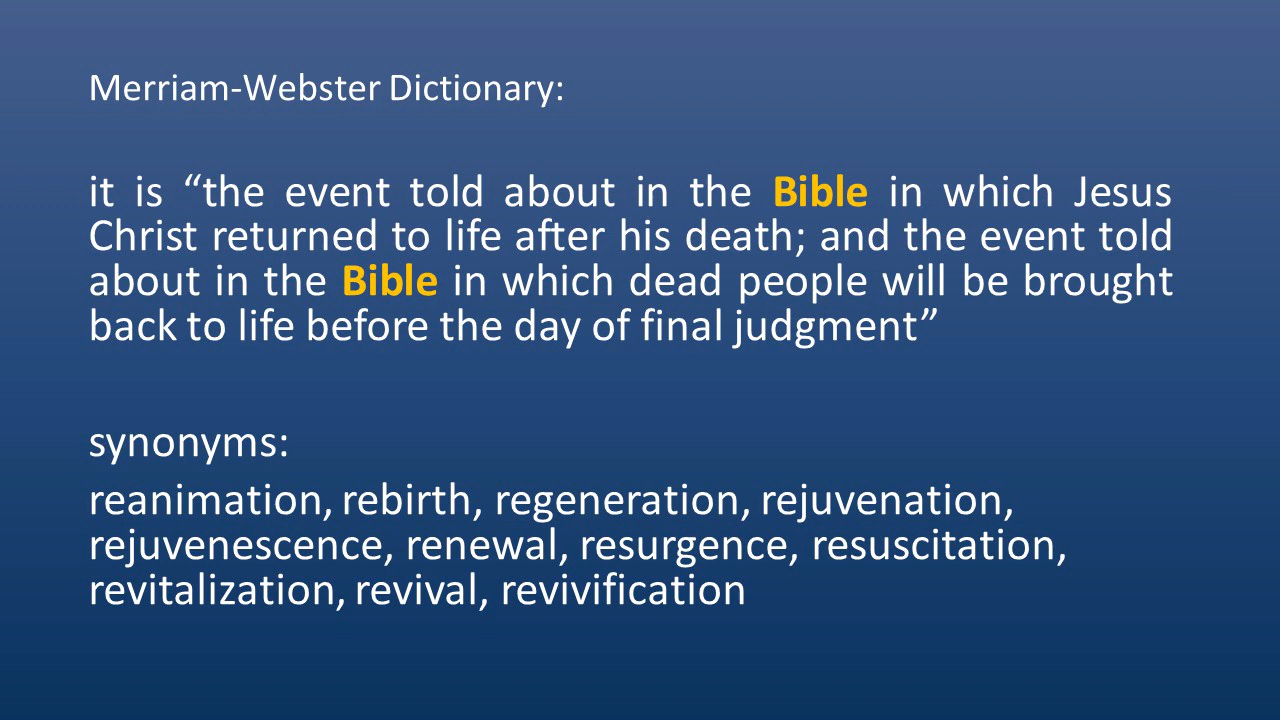 Merriam-Webster Dictionary:
it is “the event told about in the Bible in which Jesus
Christ returned to life after his death; and the event told
about in the Bible in which dead people will be brought
back to life before the day of final judgment”
synonyms:
reanimation, rebirth, regeneration, rejuvenation,
rejuvenescence, renewal, resurgence, resuscitation,
revitalization, revival, revivification